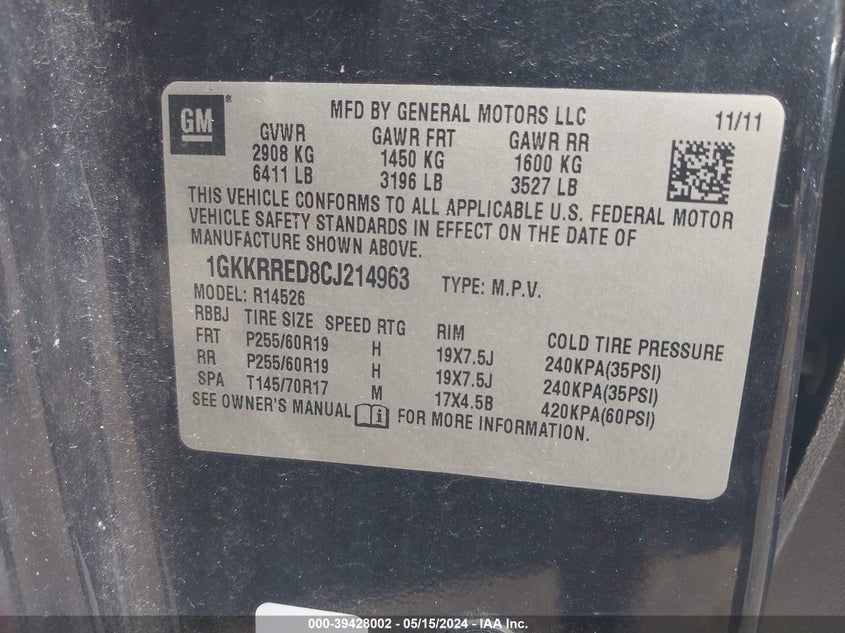 GM®
MFD BY GENERAL MOTORS LLC 11/11
GVWR GAWR FRT GAWR RR
2908 KG 1450 KG 1600 KG
6411 LB 3196 LB 3527 LB
THIS VEHICLE CONFORMS TO ALL APPLICABLE U.S. FEDERAL MOTOR
VEHICLE SAFETY STANDARDS IN EFFECT ON THE DATE OF
MANUFACTURE SHOWN ABOVE.
1GKKRRED8CJ214963 TYPE: M.P.V.
MODEL: R14526
RBBJ TIRE SIZE SPEED RTG RIM COLD TIRE PRESSURE
FRT P255/60R19 H 19X7.5J 240KPA(35PSI)
RR P255/60R19 H 19X7.5J 240KPA(35PSI)
SPA T145/70R17 M 17X4.5B 420KPA(60PSI)
SEE OWNER'S MANUAL FOR MORE INFORMATION.
000-39428002 - 05/15/2024 - IAA Inc.